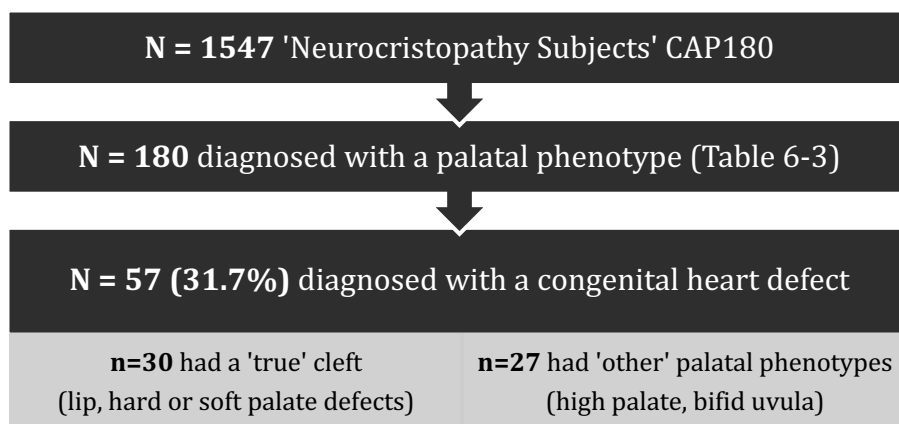 N = 1547 'Neurocristopathy Subjects' CAP180
N = 180 diagnosed with a palatal phenotype (Table 6-3)
N = 57 (31.7%) diagnosed with a congenital heart defect
n=30 had a 'true' cleft
(lip, hard or soft palate defects)
n=27 had 'other' palatal phenotypes
(high palate, bifid uvula)